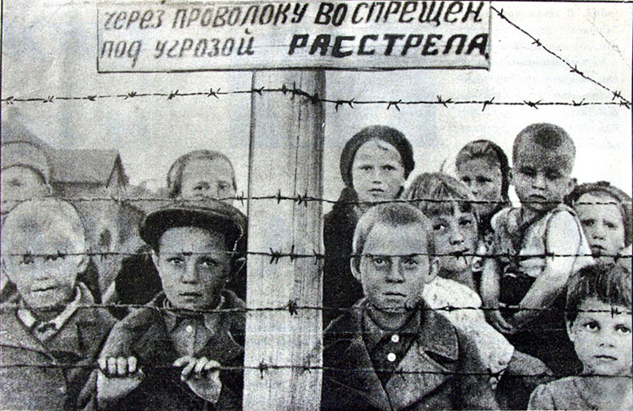 через проволоку воспрещен
под угрозой расстрела